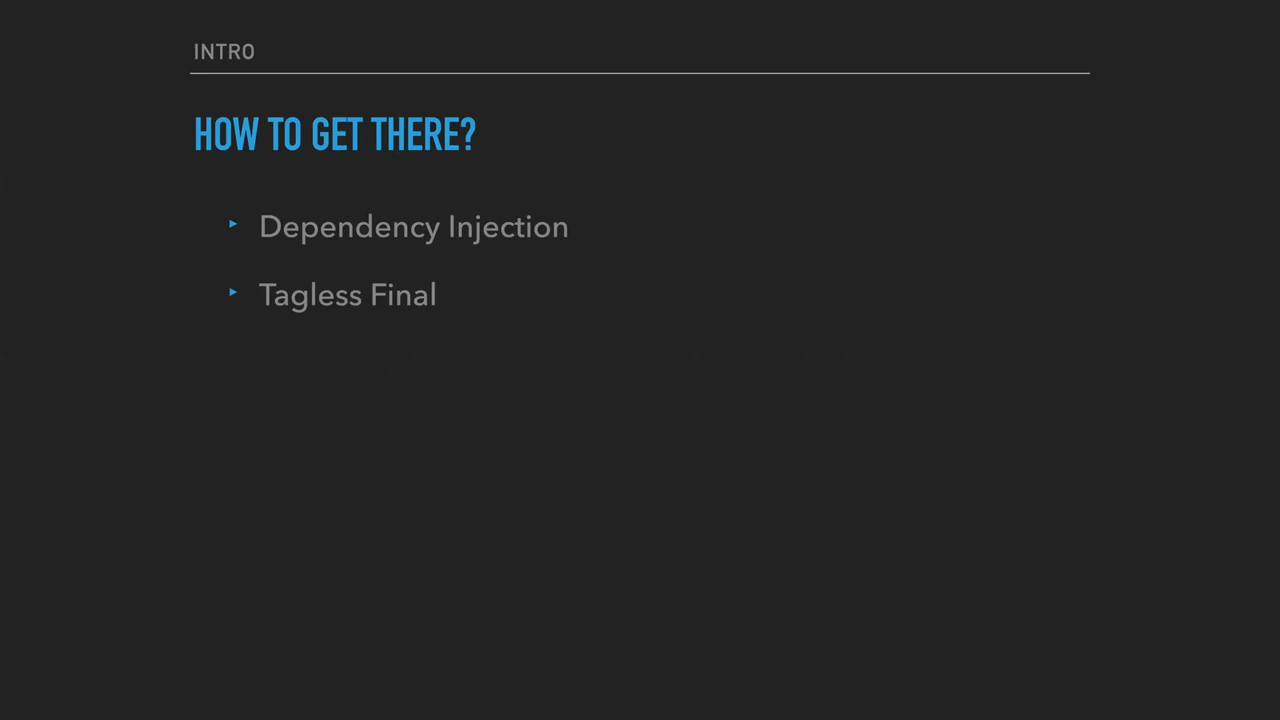 INTRO
HOW TO GET THERE?
‣ Dependency Injection
‣ Tagless Final